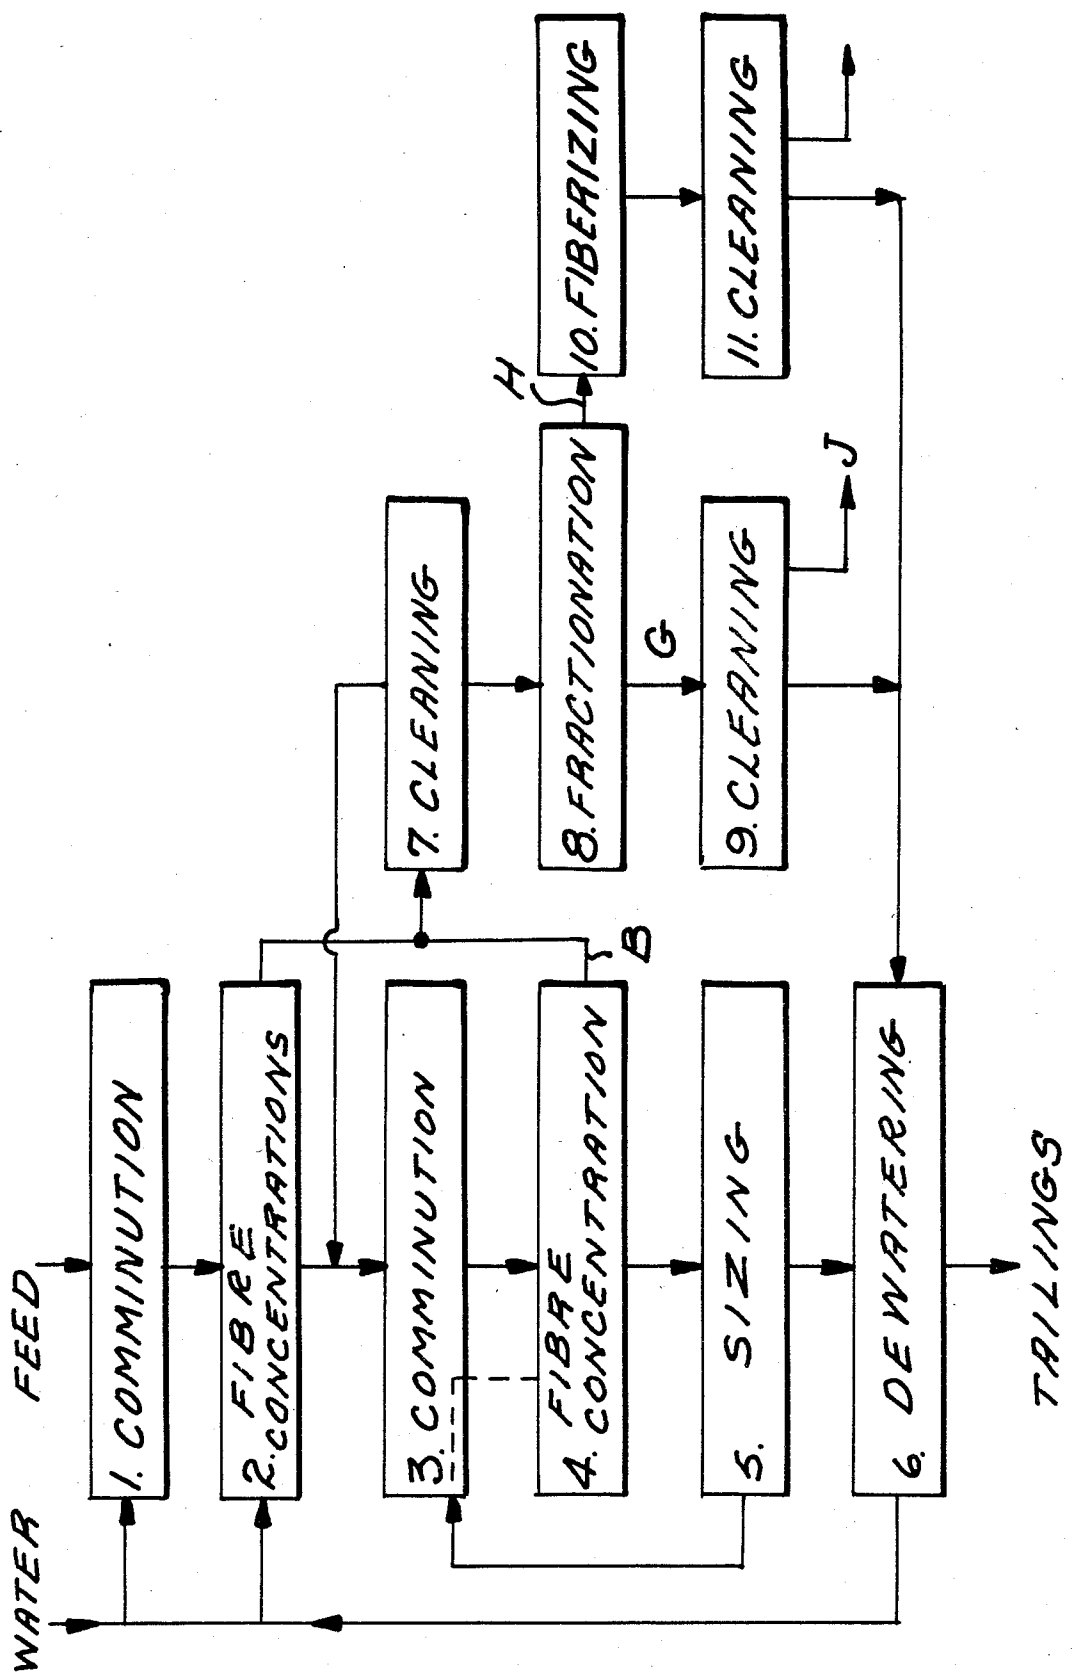 WATER
FEED
1. COMMINUTION
2. FIBRE
CONCENTRATIONS
3. COMMINUTION
4. FIBRE
CONCENTRATION
5. SIZING
6. DEWATERING
TAILINGS
B
7. CLEANING
8. FRACTIONATION
G
9. CLEANING
J
H
10. FIBERIZING
11. CLEANING